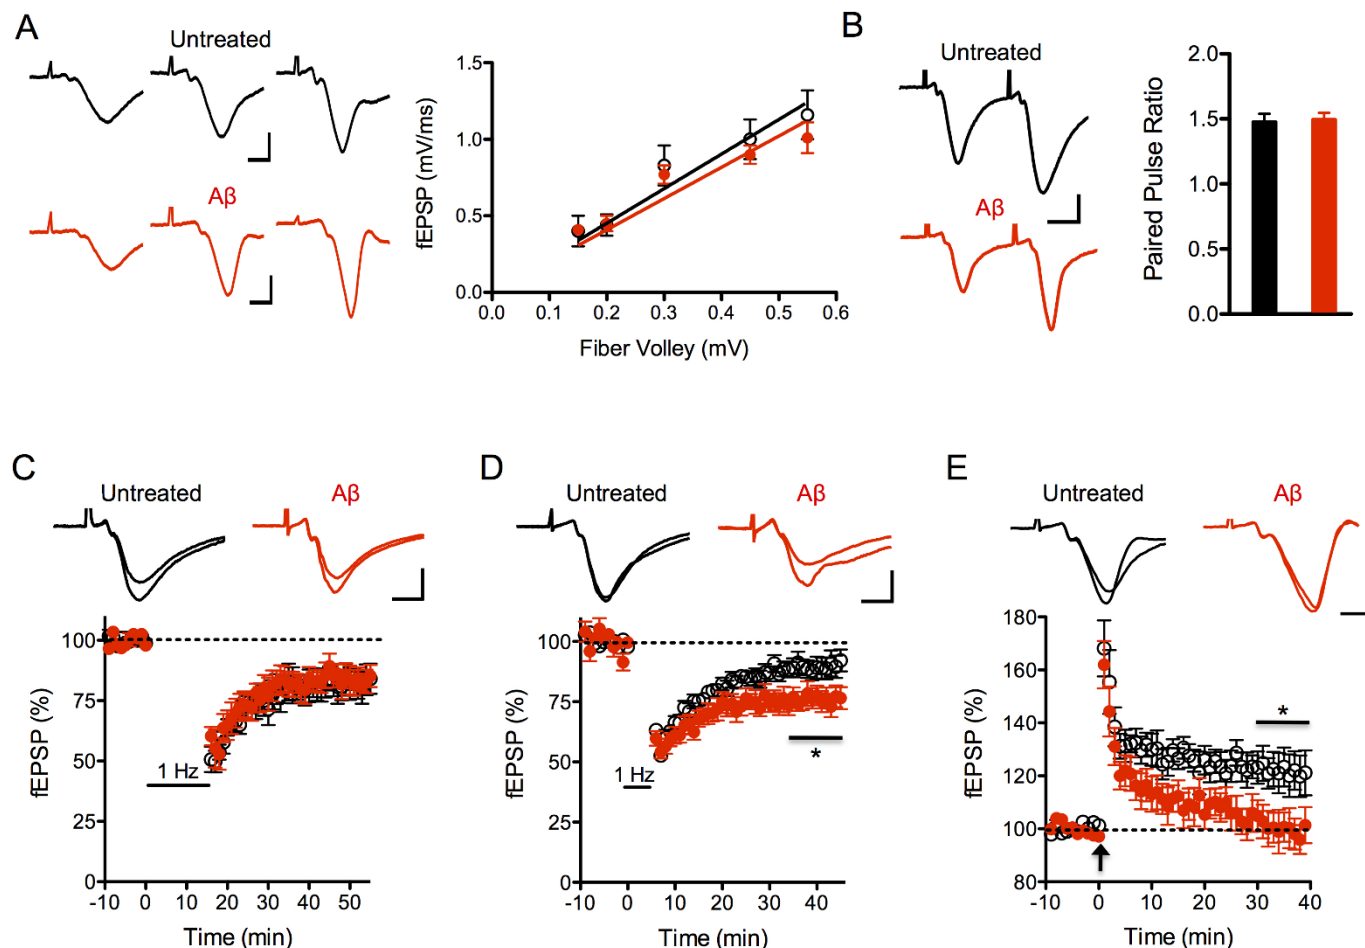 A
Untreated
Aβ
fEPSP (mV/ms)
1.5
1.0
0.5
0.0
0.0 0.1 0.2 0.3 0.4 0.5 0.6
Fiber Volley (mV)
B
Untreated
Aβ
Paired Pulse Ratio
2.0
1.5
1.0
0.5
0.0
C
Untreated Aβ
fEPSP (%)
100
75
50
25
0
1 Hz
-10 0 10 20 30 40 50
Time (min)
D
Untreated Aβ
fEPSP (%)
100
75
50
25
0
1 Hz
*
-10 0 10 20 30 40
Time (min)
E
Untreated Aβ
fEPSP (%)
180
160
140
120
100
80
*
-10 0 10 20 30 40
Time (min)